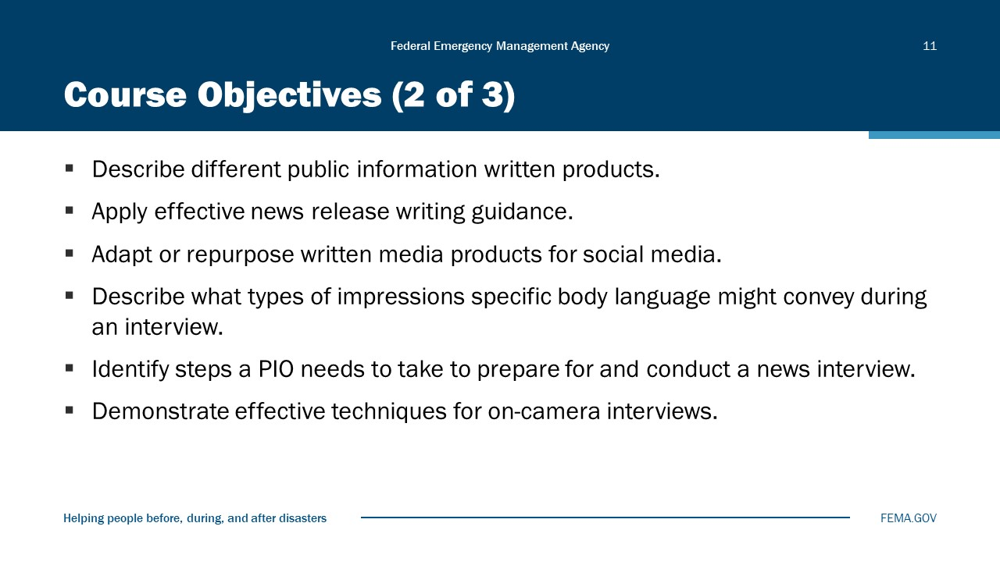 Federal Emergency Management Agency
11
Course Objectives (2 of 3)
▪ Describe different public information written products.
▪ Apply effective news release writing guidance.
▪ Adapt or repurpose written media products for social media.
▪ Describe what types of impressions specific body language might convey during
an interview.
▪ Identify steps a PIO needs to take to prepare for and conduct a news interview.
▪ Demonstrate effective techniques for on-camera interviews.
Helping people before, during, and after disasters
FEMA.GOV